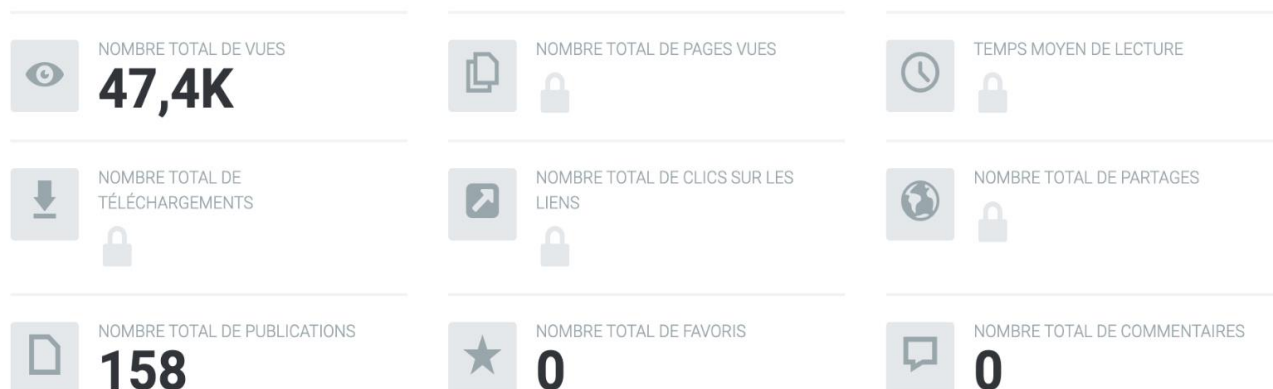 NOMBRE TOTAL DE VUES
47,4K
NOMBRE TOTAL DE PAGES VUES
TEMPS MOYEN DE LECTURE
NOMBRE TOTAL DE
TÉLÉCHARGEMENTS
NOMBRE TOTAL DE CLICS SUR LES
LIENS
NOMBRE TOTAL DE PARTAGES
NOMBRE TOTAL DE PUBLICATIONS
158
NOMBRE TOTAL DE FAVORIS
0
NOMBRE TOTAL DE COMMENTAIRES
0